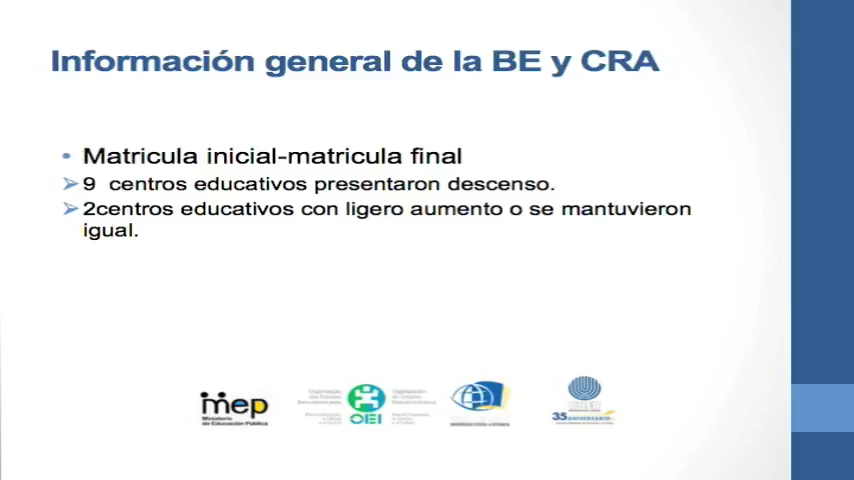 Información general de la BE y CRA
• Matricula inicial-matricula final
➢ 9 centros educativos presentaron descenso.
➢ 2centros educativos con ligero aumento o se mantuvieron
igual.
mep
Ministerio
de Educación Pública
OEI
35 ANIVERSARIO